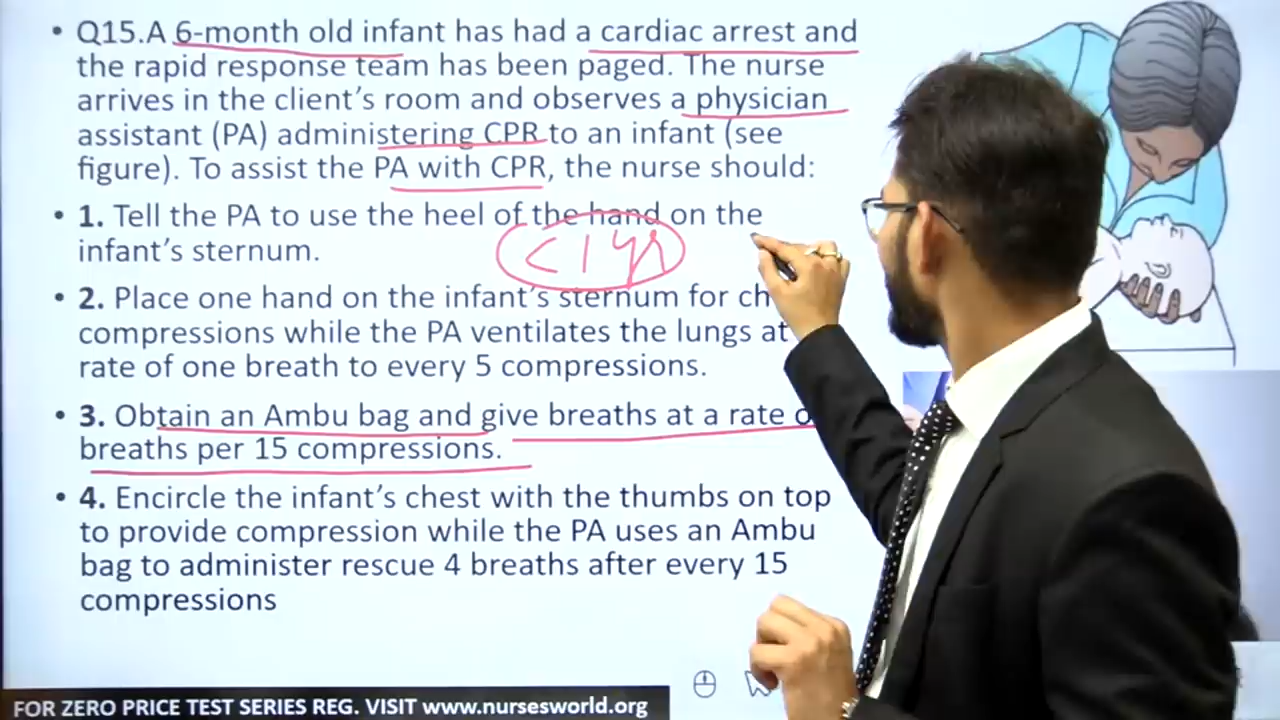 • Q15.A 6-month old infant has had a cardiac arrest and
the rapid response team has been paged. The nurse
arrives in the client's room and observes a physician
assistant (PA) administering CPR to an infant (see
figure). To assist the PA with CPR, the nurse should:
• 1. Tell the PA to use the heel of the hand on the
infant's sternum.
< 1 yr
• 2. Place one hand on the infant's sternum for ch
compressions while the PA ventilates the lungs at
rate of one breath to every 5 compressions.
• 3. Obtain an Ambu bag and give breaths at a rate
breaths per 15 compressions.
• 4. Encircle the infant's chest with the thumbs on top
to provide compression while the PA uses an Ambu
bag to administer rescue 4 breaths after every 15
compressions
FOR ZERO PRICE TEST SERIES REG. VISIT www.nursesworld.org